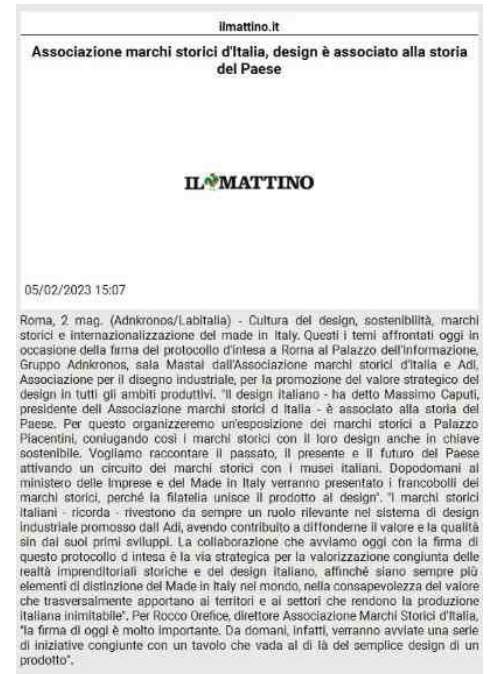 ilmattino.it
Associazione marchi storici d'Italia, design è associato alla storia
del Paese
IL MATTINO
05/02/2023 15:07
Roma, 2 mag. (Adnkronos/Labitalia) - Cultura del design, sostenibilità, marchi
storici e internazionalizzazione del made in Italy. Questi i temi affrontati oggi in
occasione della firma del protocollo d'intesa a Roma al Palazzo dell'Informazione,
Gruppo Adnkronos, sala Mastai dall'Associazione marchi storici d'Italia e Adi,
Associazione per il disegno industriale, per la promozione del valore strategico del
design in tutti gli ambiti produttivi. "Il design italiano - ha detto Massimo Caputi,
presidente dell Associazione marchi storici d Italia - è associato alla storia del
Paese. Per questo organizzeremo un'esposizione dei marchi storici a Palazzo
Piacentini, coniugando così i marchi storici con il loro design anche in chiave
sostenibile. Vogliamo raccontare il passato, il presente e il futuro del Paese
attivando un circuito dei marchi storici con i musei italiani. Dopodomani al
ministero delle Imprese e del Made in Italy verranno presentato i francobolli dei
marchi storici, perché la filatelia unisce il prodotto al design". "I marchi storici
italiani - ricorda - rivestono da sempre un ruolo rilevante nel sistema di design
industriale promosso dall Adi, avendo contribuito a diffonderne il valore e la qualità
sin dai suoi primi sviluppi. La collaborazione che avviamo oggi con la firma di
questo protocollo d intesa è la via strategica per la valorizzazione congiunta delle
realtà imprenditoriali storiche e del design italiano, affinché siano sempre più
elementi di distinzione del Made in Italy nel mondo, nella consapevolezza del valore
che trasversalmente apportano ai territori e ai settori che rendono la produzione
italiana inimitabile". Per Rocco Orefice, direttore Associazione Marchi Storici d'Italia,
"la firma di oggi è molto importante. Da domani, infatti, verranno avviate una serie
di iniziative congiunte con un tavolo che vada al di là del semplice design di un
prodotto".